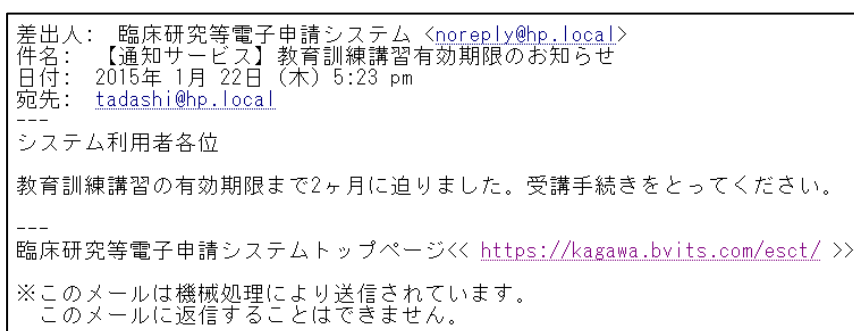 差出人: 臨床研究等電子申請システム <noreply@hp.local>
件名: 【通知サービス】教育訓練講習有効期限のお知らせ
日付: 2015年 1月 22日 (木) 5:23 pm
宛先: tadashi@hp.local
---
システム利用者各位
教育訓練講習の有効期限まで2ヶ月に迫りました。受講手続きをとってください。
---
臨床研究等電子申請システムトップページ<< https://kagawa.bvits.com/esct/ >>
※このメールは機械処理により送信されています。
このメールに返信することはできません。